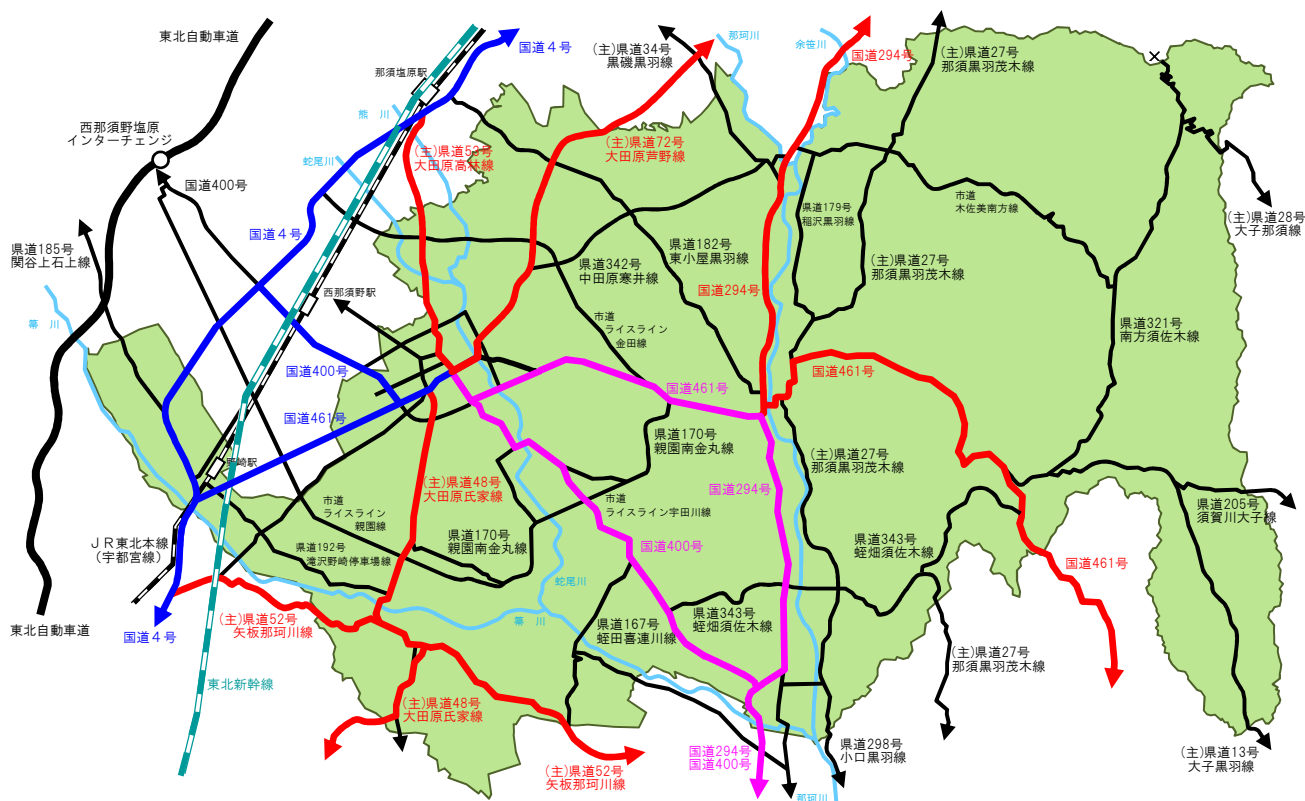 東北自動車道
国道４号
那須塩原駅
(主)県道34号
黒磯黒羽線
那珂川
余笹川
国道294号
(主)県道27号
那須黒羽茂木線
熊 川
西那須野塩原
インターチェンジ
(主)県道53号
大田原高林線
(主)県道72号
大田原芦野線
蛇尾川
国道400号
市道
木佐美南方線
県道179号
稲沢黒羽線
(主)県道28号
大子那須線
県道185号
関谷上石上線
国道４号
県道182号
東小屋黒羽線
県道342号
中田原寒井線
(主)県道27号
那須黒羽茂木線
国道294号
西那須野駅
箒 川
市道
ライスライン
金田線
県道321号
南方須佐木線
国道400号
国道461号
国道461号
国道461号
県道170号
親園南金丸線
(主)県道27号
那須黒羽茂木線
野崎駅
(主)県道48号
大田原氏家線
国道294号
市道
ライスライン
親園線
市道
ライスライン宇田川線
県道205号
須賀川大子線
県道170号
親園南金丸線
県道343号
蛭畑須佐木線
ＪＲ東北本線
(宇都宮線)
県道192号
滝沢野崎停車場線
国道400号
国道461号
蛇尾川
(主)県道52号
矢板那珂川線
箒 川
県道167号
蛭田喜連川線
県道343号
蛭畑須佐木線
東北自動車道
国道４号
(主)県道27号
那須黒羽茂木線
東北新幹線
(主)県道48号
大田原氏家線
国道294号
国道400号
県道298号
小口黒羽線
(主)県道13号
大子黒羽線
(主)県道52号
矢板那珂川線
那珂川